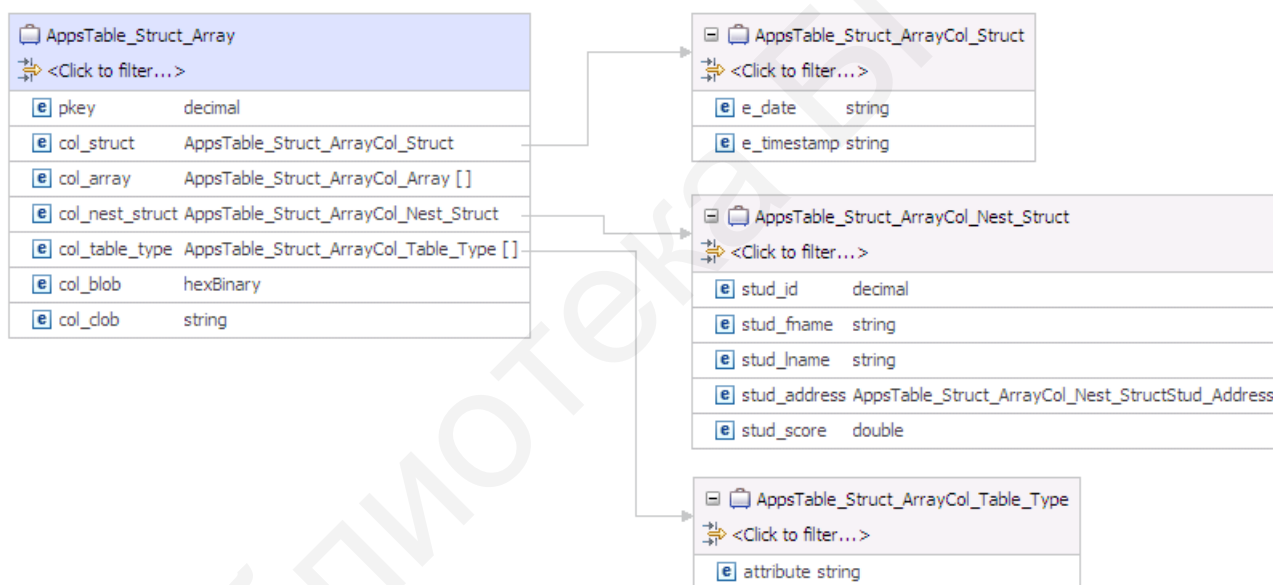 AppsTable_Struct_Array
<Click to filter...>
pkey decimal
col_struct AppsTable_Struct_ArrayCol_Struct
col_array AppsTable_Struct_ArrayCol_Array []
col_nest_struct AppsTable_Struct_ArrayCol_Nest_Struct
col_table_type AppsTable_Struct_ArrayCol_Table_Type []
col_blob hexBinary
col_clob string
AppsTable_Struct_ArrayCol_Struct
<Click to filter...>
e_date string
e_timestamp string
AppsTable_Struct_ArrayCol_Nest_Struct
<Click to filter...>
stud_id decimal
stud_fname string
stud_lname string
stud_address AppsTable_Struct_ArrayCol_Nest_StructStud_Address
stud_score double
AppsTable_Struct_ArrayCol_Table_Type
<Click to filter...>
attribute string